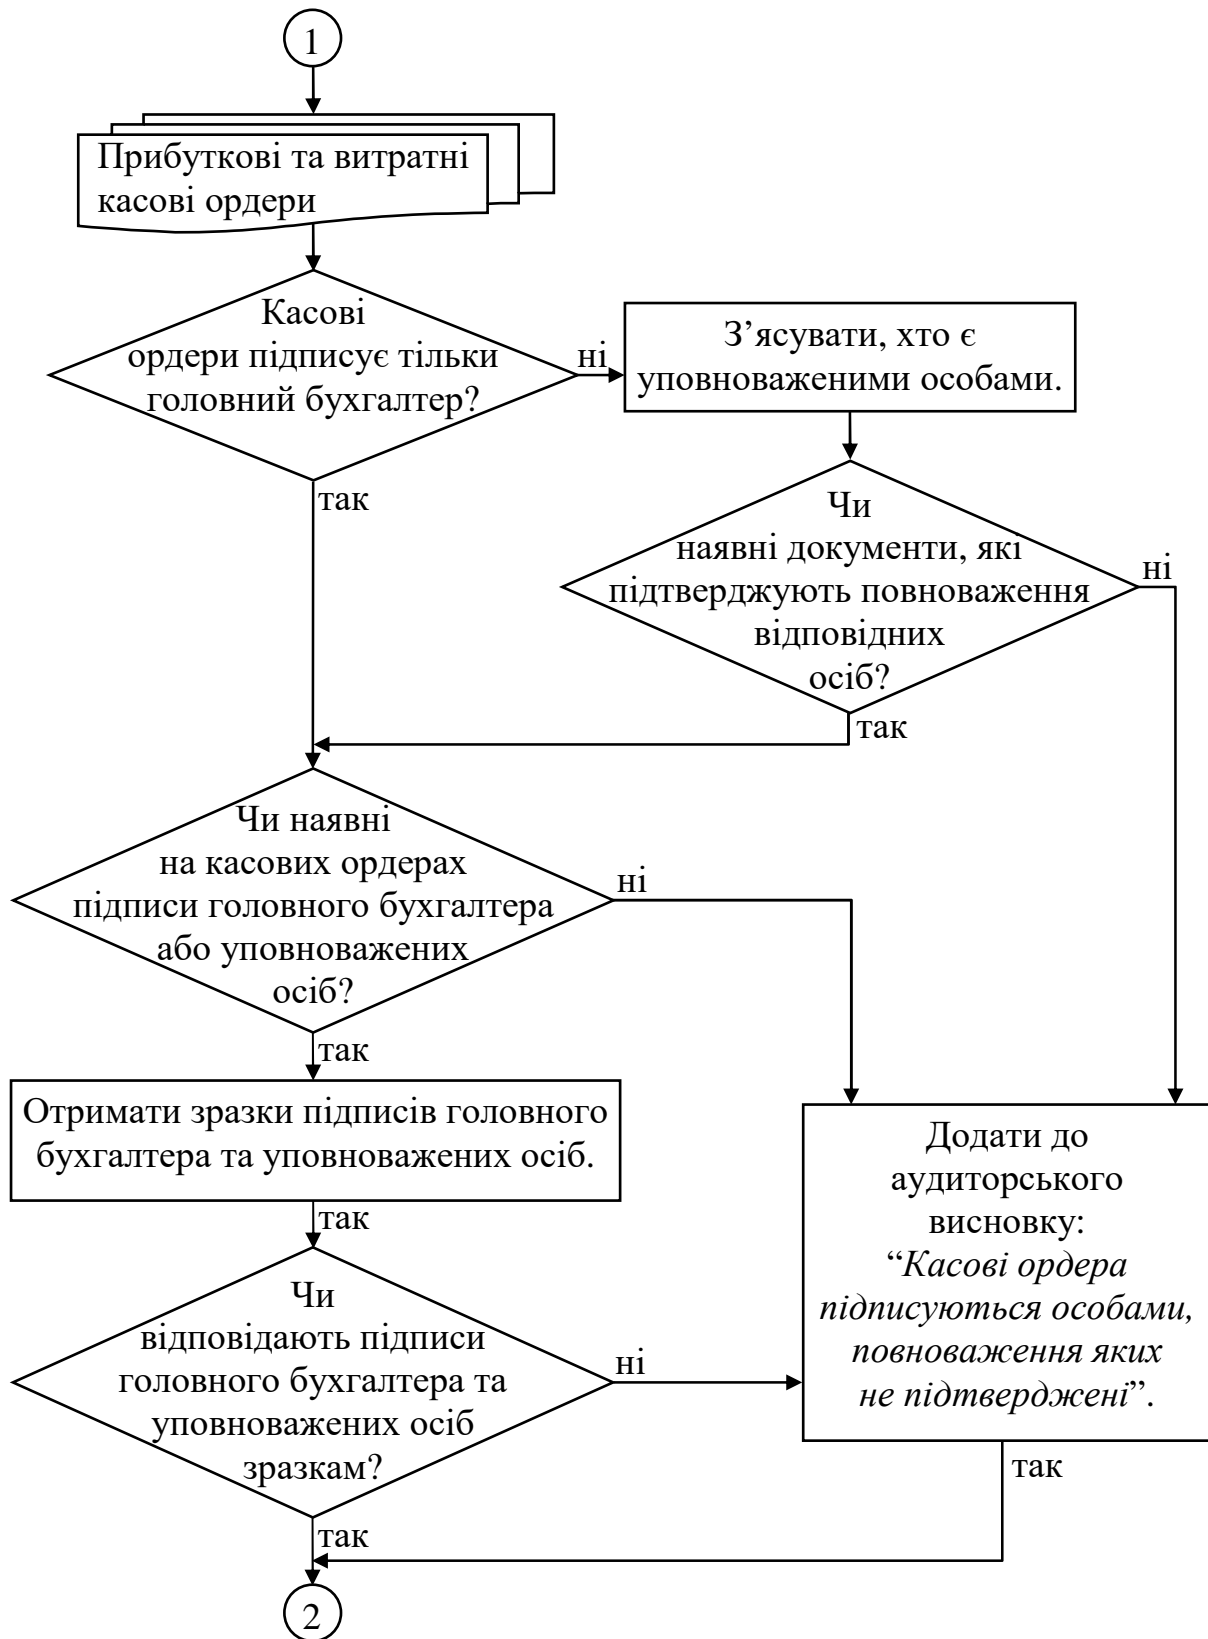 1
Прибуткові та витратні
касові ордери
Касові
ордери підписує тільки
головний бухгалтер?
ні
З’ясувати, хто є
уповноваженими особами.
так
Чи
наявні документи, які
підтверджують повноваження
відповідних
осіб?
ні
так
Чи наявні
на касових ордерах
підписи головного бухгалтера
або уповноважених
осіб?
ні
так
Отримати зразки підписів головного
бухгалтера та уповноважених осіб.
так
Додати до
аудиторського
висновку:
“Касові ордера
підписуються особами,
повноваження яких
не підтверджені”.
Чи
відповідають підписи
головного бухгалтера та
уповноважених осіб
зразкам?
ні
так
так
2